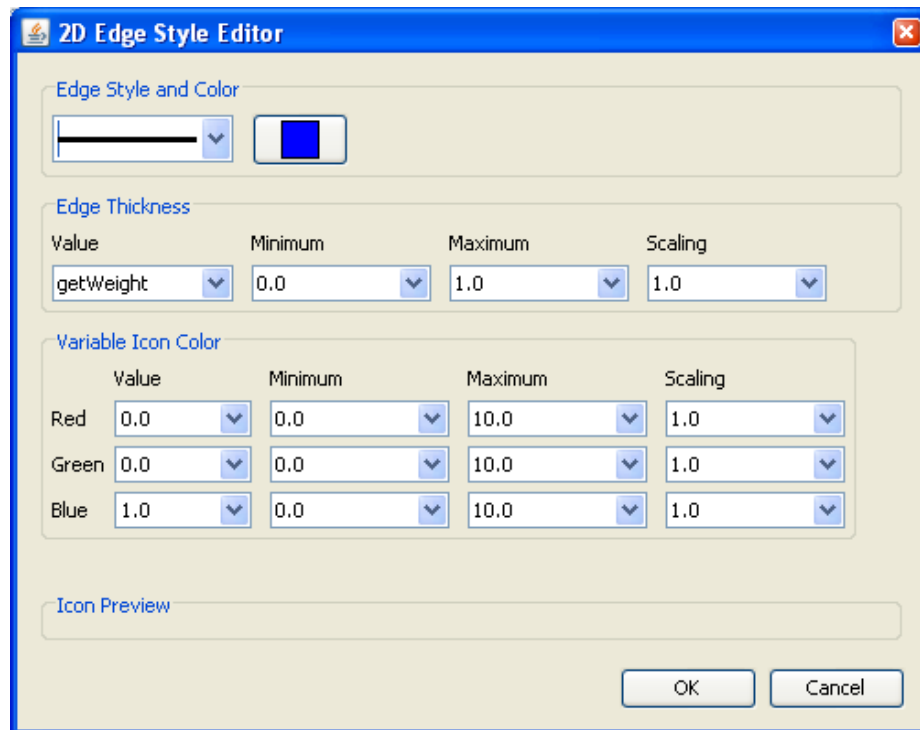 2D Edge Style Editor
Edge Style and Color
Edge Thickness
Value Minimum Maximum Scaling
getWeight 0.0 1.0 1.0
Variable Icon Color
Value Minimum Maximum Scaling
Red 0.0 0.0 10.0 1.0
Green 0.0 0.0 10.0 1.0
Blue 1.0 0.0 10.0 1.0
Icon Preview
OK Cancel